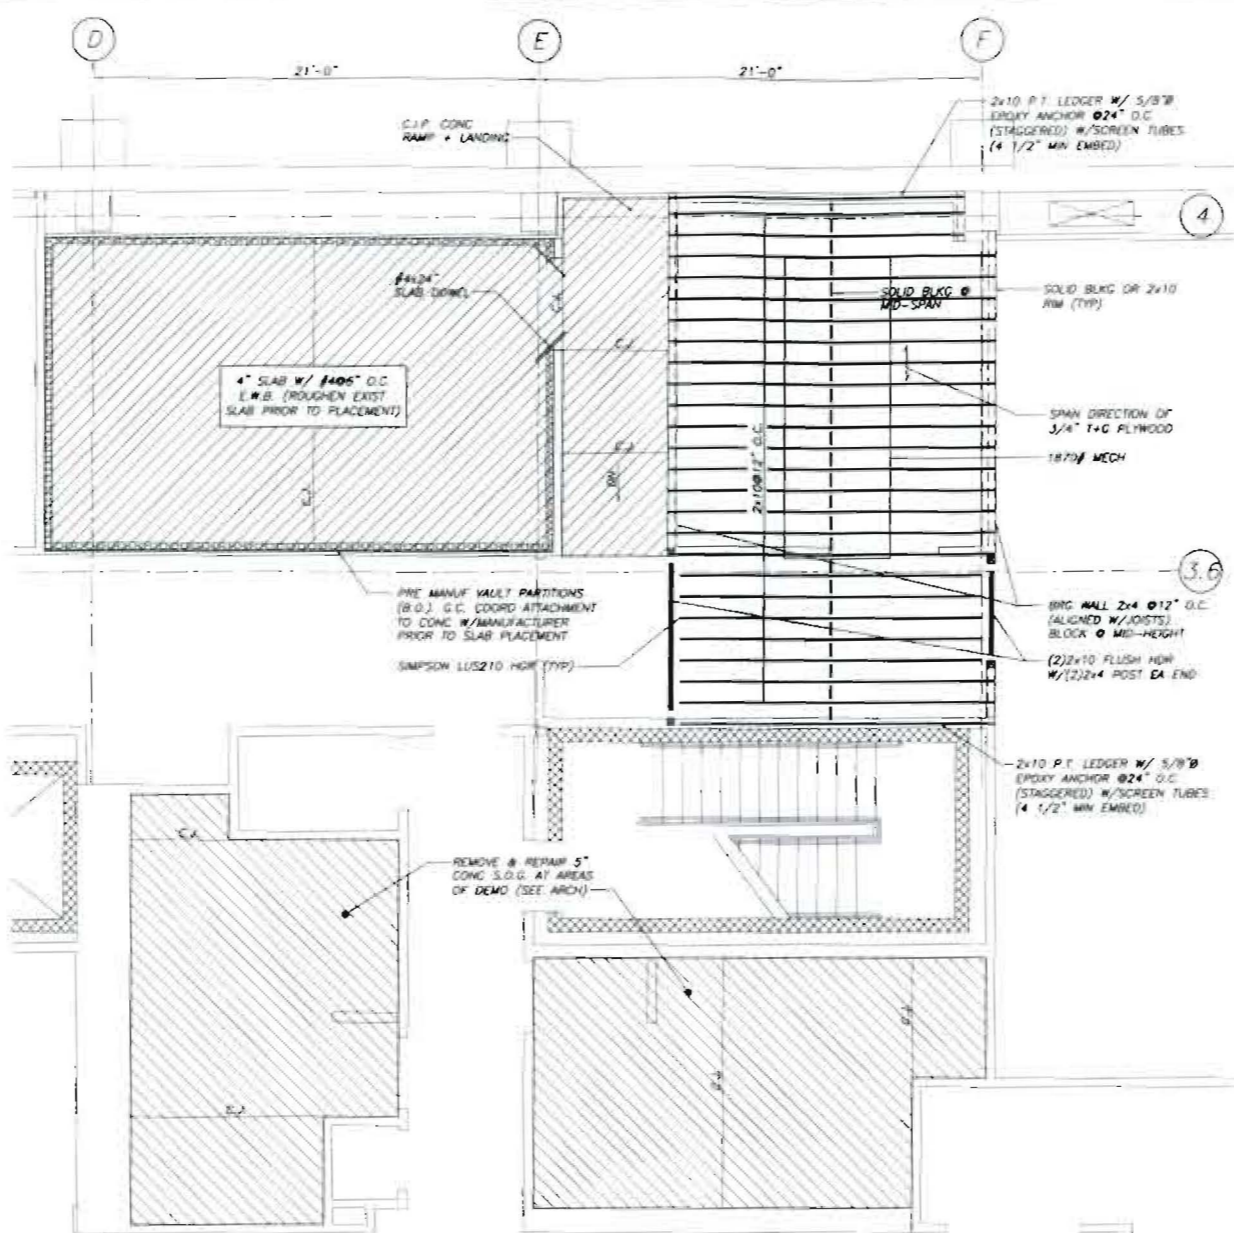 D
E
F
21'-0"
21'-0"
C.I.P. CONC
RAMP + LANDING
2x10 P.T. LEDGER W/ 5/8"Ø
EPOXY ANCHOR @24" O.C.
(STAGGERED) W/SCREEN TUBES
(4 1/2" MIN EMBED)
4
#4x24"
SLAB DOWEL
C.J.
SOLID BLKG @
MID-SPAN
SOLID BLKG OR 2x10
RIM (TYP)
C.J.
4" SLAB W/ #4@6" O.C.
E.W.B. (ROUGHEN EXIST
SLAB PRIOR TO PLACEMENT)
SPAN DIRECTION OF
3/4" T+G PLYWOOD
2x10@12" O.C.
C.J.
1870# MECH
DN
C.J.
3.6
PRE MANUF VAULT PARTITIONS
(B.O.). G.C. COORD ATTACHMENT
TO CONC W/MANUFACTURER
PRIOR TO SLAB PLACEMENT
BRG WALL 2x4 @12" O.C.
(ALIGNED W/JOISTS)
BLOCK @ MID-HEIGHT
SIMPSON LUS210 HGR (TYP)
(2)2x10 FLUSH HDR
W/(2)2x4 POST EA END
2x10 P.T. LEDGER W/ 5/8"Ø
EPOXY ANCHOR @24" O.C.
(STAGGERED) W/SCREEN TUBES
(4 1/2" MIN EMBED)
C.J.
REMOVE & REPAIR 5"
CONC S.O.G. AT AREAS
OF DEMO (SEE ARCH)
C.J.
C.J.
C.J.